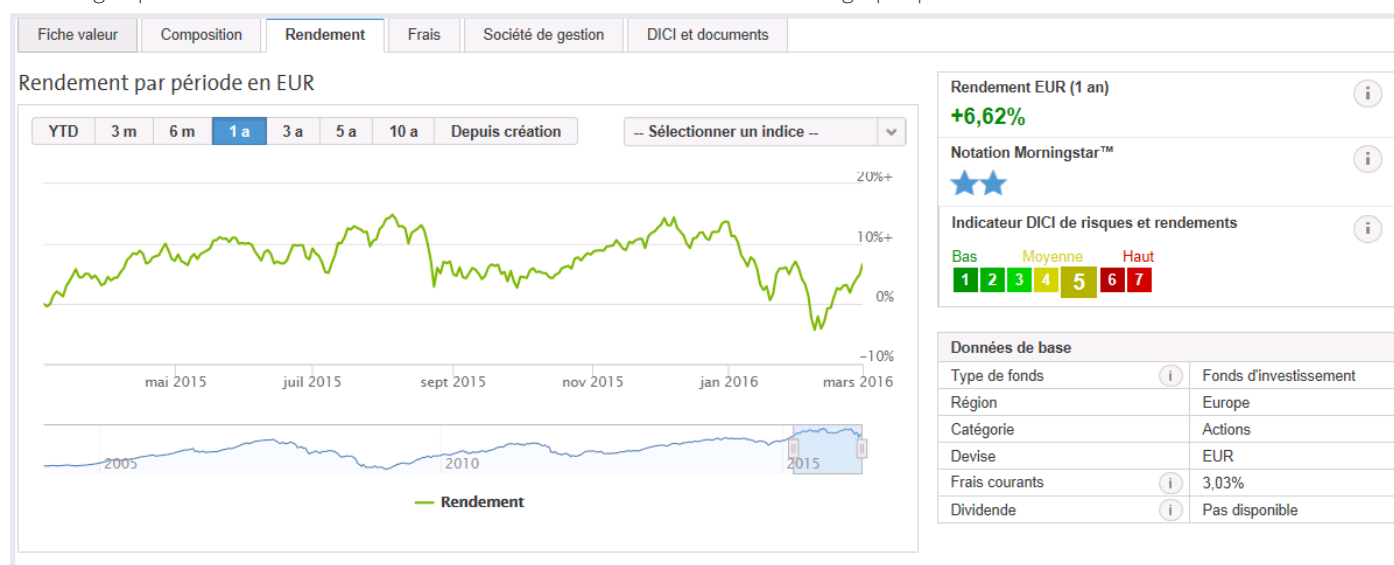 Fiche valeur Composition Rendement Frais Société de gestion DICI et documents
Rendement par période en EUR
YTD 3 m 6 m 1 a 3 a 5 a 10 a Depuis création -- Sélectionner un indice --
20%+
10%+
0%
-10%
mai 2015 juil 2015 sept 2015 nov 2015 jan 2016 mars 2016
2005 2010 2015
Rendement
Rendement EUR (1 an) i
+6,62%
Notation Morningstar™ i
Indicateur DICI de risques et rendements i
Bas Moyenne Haut
1 2 3 4 5 6 7
Données de base
Type de fonds i Fonds d'investissement
Région Europe
Catégorie Actions
Devise EUR
Frais courants i 3,03%
Dividende i Pas disponible